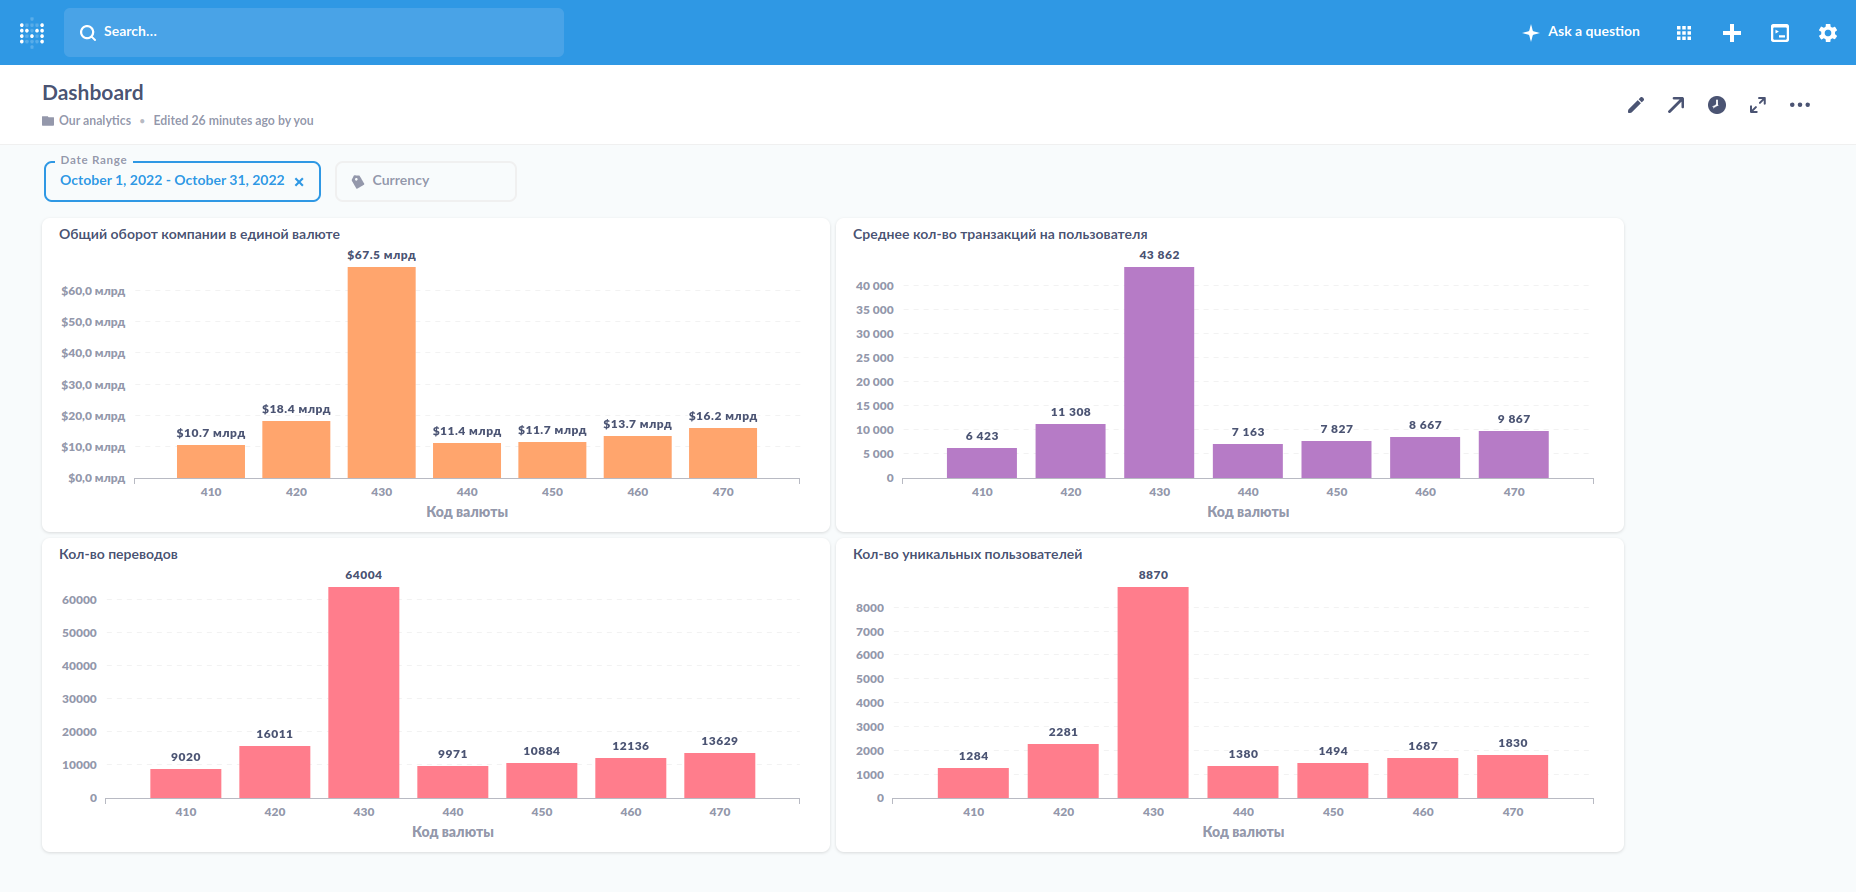 Search...
Ask a question
Dashboard
Our analytics • Edited 26 minutes ago by you
Date Range
October 1, 2022 - October 31, 2022
Currency
Общий оборот компании в единой валюте
$67.5 млрд
$60,0 млрд
$50,0 млрд
$40,0 млрд
$30,0 млрд
$20,0 млрд
$10,0 млрд
$0,0 млрд
$10.7 млрд
$18.4 млрд
$11.4 млрд
$11.7 млрд
$13.7 млрд
$16.2 млрд
410 420 430 440 450 460 470
Код валюты
Среднее кол-во транзакций на пользователя
43 862
40 000
35 000
30 000
25 000
20 000
15 000
10 000
5 000
0
6 423
11 308
7 163
7 827
8 667
9 867
410 420 430 440 450 460 470
Код валюты
Кол-во переводов
64004
60000
50000
40000
30000
20000
10000
0
9020
16011
9971
10884
12136
13629
410 420 430 440 450 460 470
Код валюты
Кол-во уникальных пользователей
8870
8000
7000
6000
5000
4000
3000
2000
1000
0
1284
2281
1380
1494
1687
1830
410 420 430 440 450 460 470
Код валюты